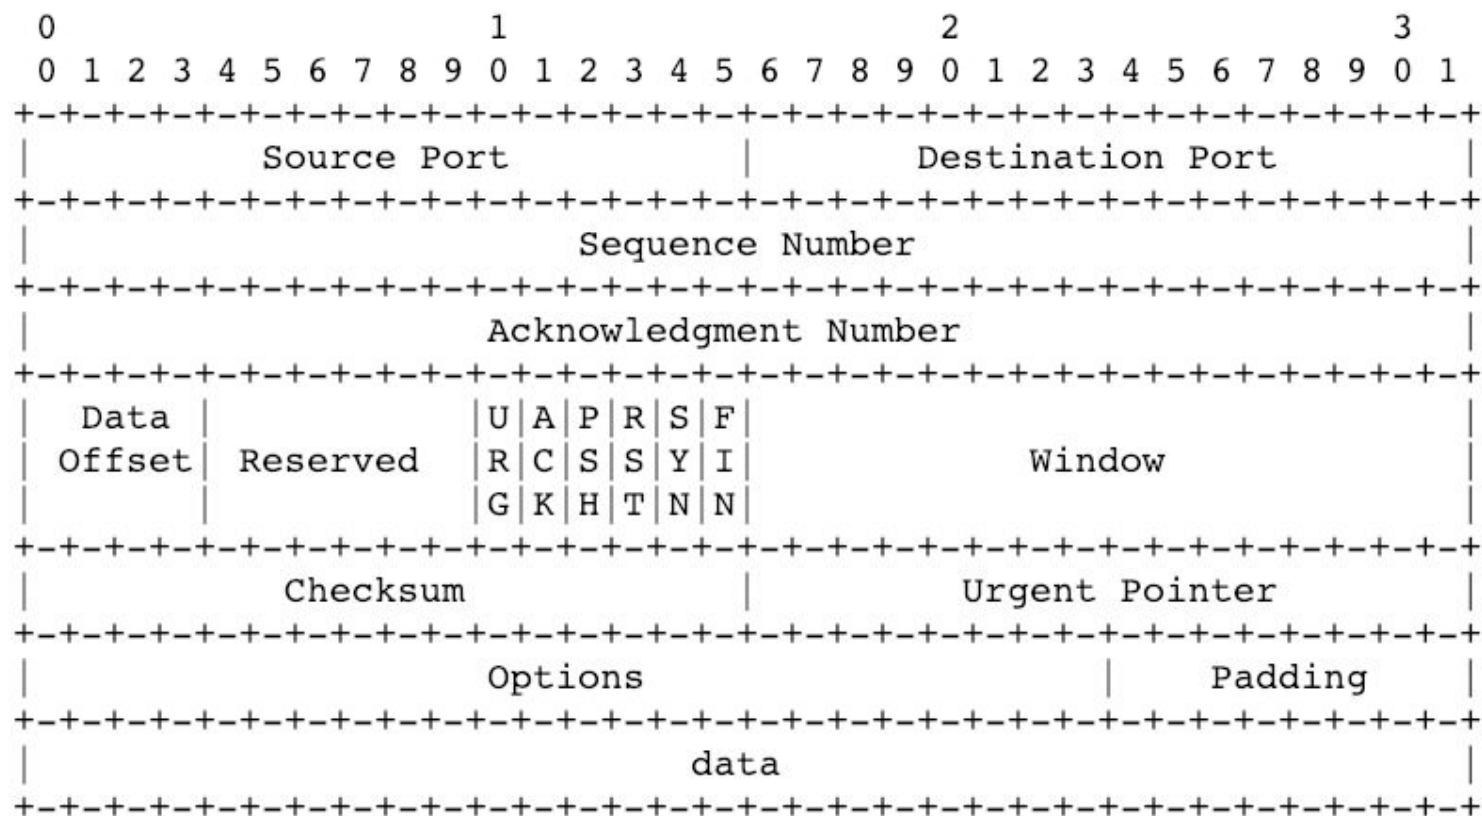 0                   1                   2                   3
 0 1 2 3 4 5 6 7 8 9 0 1 2 3 4 5 6 7 8 9 0 1 2 3 4 5 6 7 8 9 0 1
+-+-+-+-+-+-+-+-+-+-+-+-+-+-+-+-+-+-+-+-+-+-+-+-+-+-+-+-+-+-+-+-+
|          Source Port          |       Destination Port        |
+-+-+-+-+-+-+-+-+-+-+-+-+-+-+-+-+-+-+-+-+-+-+-+-+-+-+-+-+-+-+-+-+
|                        Sequence Number                        |
+-+-+-+-+-+-+-+-+-+-+-+-+-+-+-+-+-+-+-+-+-+-+-+-+-+-+-+-+-+-+-+-+
|                    Acknowledgment Number                      |
+-+-+-+-+-+-+-+-+-+-+-+-+-+-+-+-+-+-+-+-+-+-+-+-+-+-+-+-+-+-+-+-+
|  Data |           |U|A|P|R|S|F|                               |
| Offset| Reserved  |R|C|S|S|Y|I|            Window             |
|       |           |G|K|H|T|N|N|                               |
+-+-+-+-+-+-+-+-+-+-+-+-+-+-+-+-+-+-+-+-+-+-+-+-+-+-+-+-+-+-+-+-+
|           Checksum            |         Urgent Pointer        |
+-+-+-+-+-+-+-+-+-+-+-+-+-+-+-+-+-+-+-+-+-+-+-+-+-+-+-+-+-+-+-+-+
|                    Options                    |    Padding    |
+-+-+-+-+-+-+-+-+-+-+-+-+-+-+-+-+-+-+-+-+-+-+-+-+-+-+-+-+-+-+-+-+
|                             data                              |
+-+-+-+-+-+-+-+-+-+-+-+-+-+-+-+-+-+-+-+-+-+-+-+-+-+-+-+-+-+-+-+-+